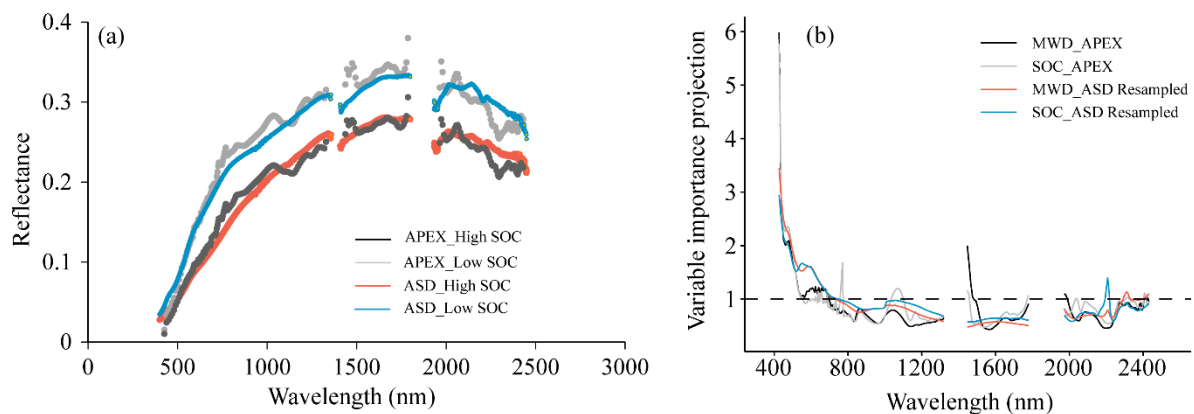 (a)
Reflectance
0.4
0.3
0.2
0.1
0
0
500
1000
1500
2000
2500
3000
Wavelength (nm)
APEX_High SOC
APEX_Low SOC
ASD_High SOC
ASD_Low SOC
(b)
Variable importance projection
6
5
4
3
2
1
400
800
1200
1600
2000
2400
Wavelength (nm)
MWD_APEX
SOC_APEX
MWD_ASD Resampled
SOC_ASD Resampled